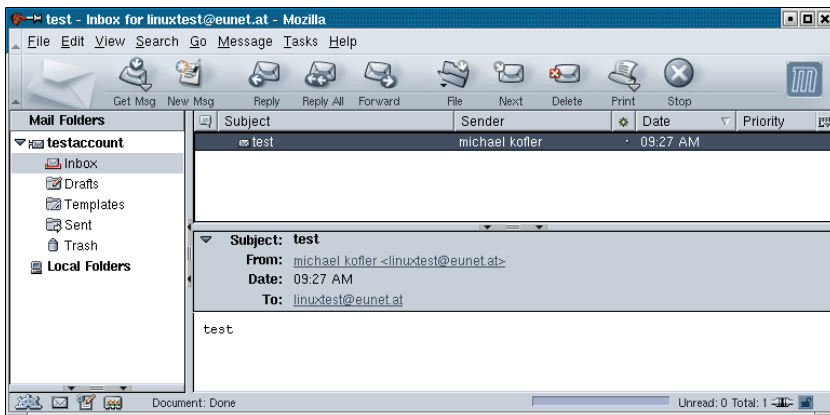 test - Inbox for linuxtest@eunet.at - Mozilla
File Edit View Search Go Message Tasks Help
Get Msg New Msg Reply Reply All Forward File Next Delete Print Stop
Mail Folders
Subject Sender Date Priority
testaccount
test michael kofler 09:27 AM
Inbox
Drafts
Templates
Sent
Trash
Local Folders
Subject: test
From: michael kofler <linuxtest@eunet.at>
Date: 09:27 AM
To: linuxtest@eunet.at
test
Document: Done
Unread: 0 Total: 1